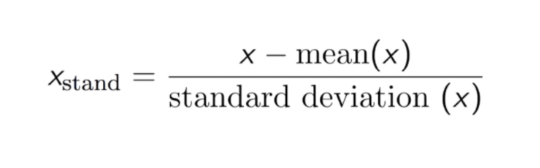 x_stand = (x − mean(x)) / (standard deviation (x))